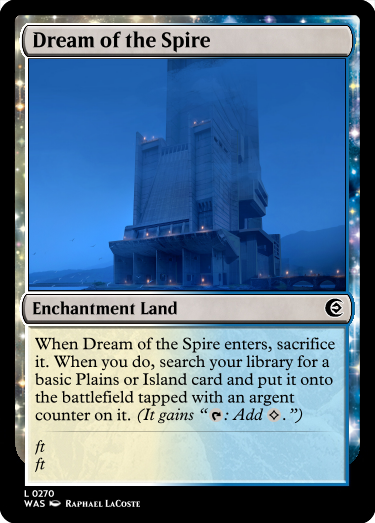 Dream of the Spire
Enchantment Land
When Dream of the Spire enters, sacrifice
it. When you do, search your library for a
basic Plains or Island card and put it onto
the battlefield tapped with an argent
counter on it. (It gains “: Add .”)
ft
ft
L 0270
WAS Raphael LaCoste